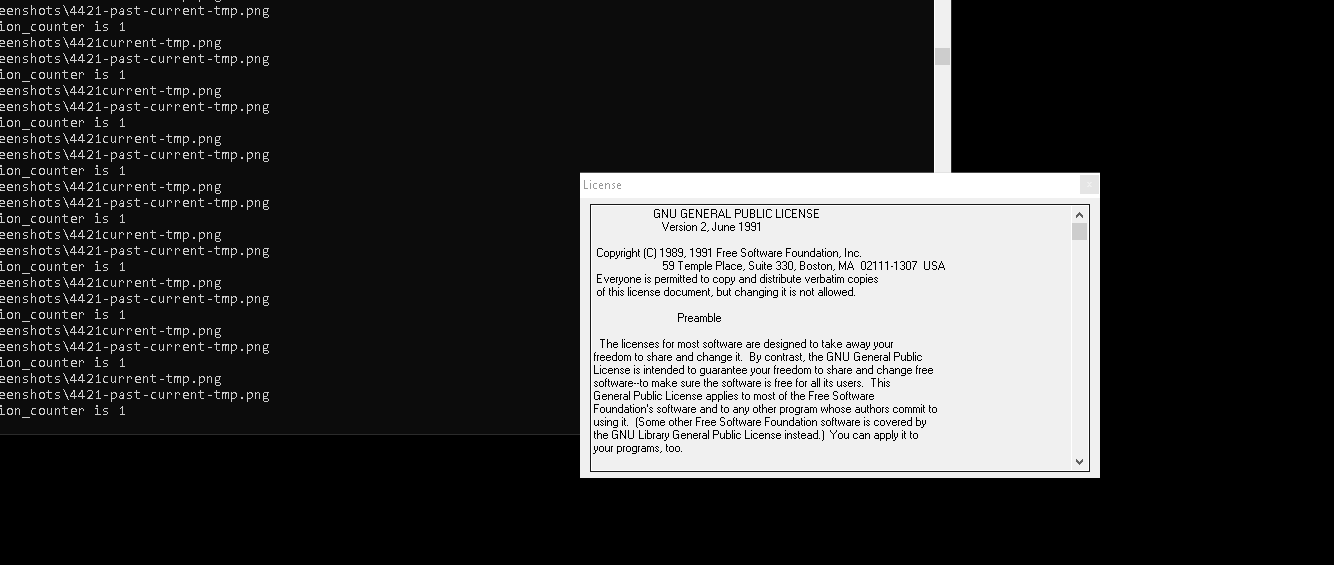 eenshots\4421-past-current-tmp.png
ion_counter is 1
eenshots\4421current-tmp.png
eenshots\4421-past-current-tmp.png
ion_counter is 1
eenshots\4421current-tmp.png
eenshots\4421-past-current-tmp.png
ion_counter is 1
eenshots\4421current-tmp.png
eenshots\4421-past-current-tmp.png
ion_counter is 1
eenshots\4421current-tmp.png
eenshots\4421-past-current-tmp.png
ion_counter is 1
eenshots\4421current-tmp.png
eenshots\4421-past-current-tmp.png
ion_counter is 1
eenshots\4421current-tmp.png
eenshots\4421-past-current-tmp.png
ion_counter is 1
eenshots\4421current-tmp.png
eenshots\4421-past-current-tmp.png
ion_counter is 1
eenshots\4421current-tmp.png
eenshots\4421-past-current-tmp.png
ion_counter is 1
License
GNU GENERAL PUBLIC LICENSE
Version 2, June 1991
Copyright (C) 1989, 1991 Free Software Foundation, Inc.
59 Temple Place, Suite 330, Boston, MA  02111-1307  USA
Everyone is permitted to copy and distribute verbatim copies
of this license document, but changing it is not allowed.
Preamble
The licenses for most software are designed to take away your
freedom to share and change it.  By contrast, the GNU General Public
License is intended to guarantee your freedom to share and change free
software--to make sure the software is free for all its users.  This
General Public License applies to most of the Free Software
Foundation's software and to any other program whose authors commit to
using it.  (Some other Free Software Foundation software is covered by
the GNU Library General Public License instead.)  You can apply it to
your programs, too.